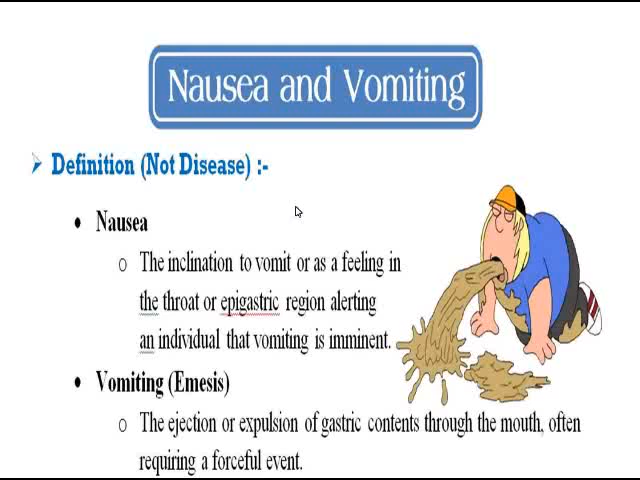 Nausea and Vomiting
➢ Definition (Not Disease) :-
• Nausea
o The inclination to vomit or as a feeling in
the throat or epigastric region alerting
an individual that vomiting is imminent.
• Vomiting (Emesis)
o The ejection or expulsion of gastric contents through the mouth, often
requiring a forceful event.